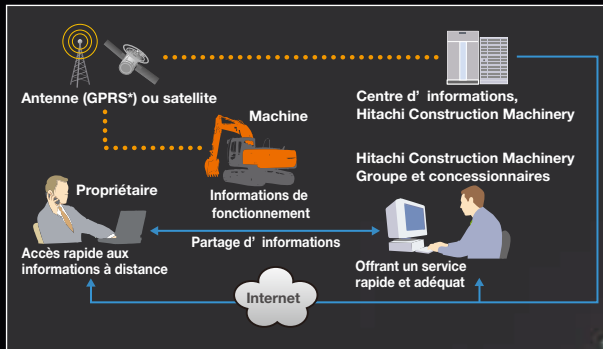 Antenne (GPRS*) ou satellite
Centre d' informations,
Hitachi Construction Machinery
Machine
Informations de
fonctionnement
Hitachi Construction Machinery
Groupe et concessionnaires
Propriétaire
Accès rapide aux
informations à distance
Partage d' informations
Offrant un service
rapide et adéquat
Internet